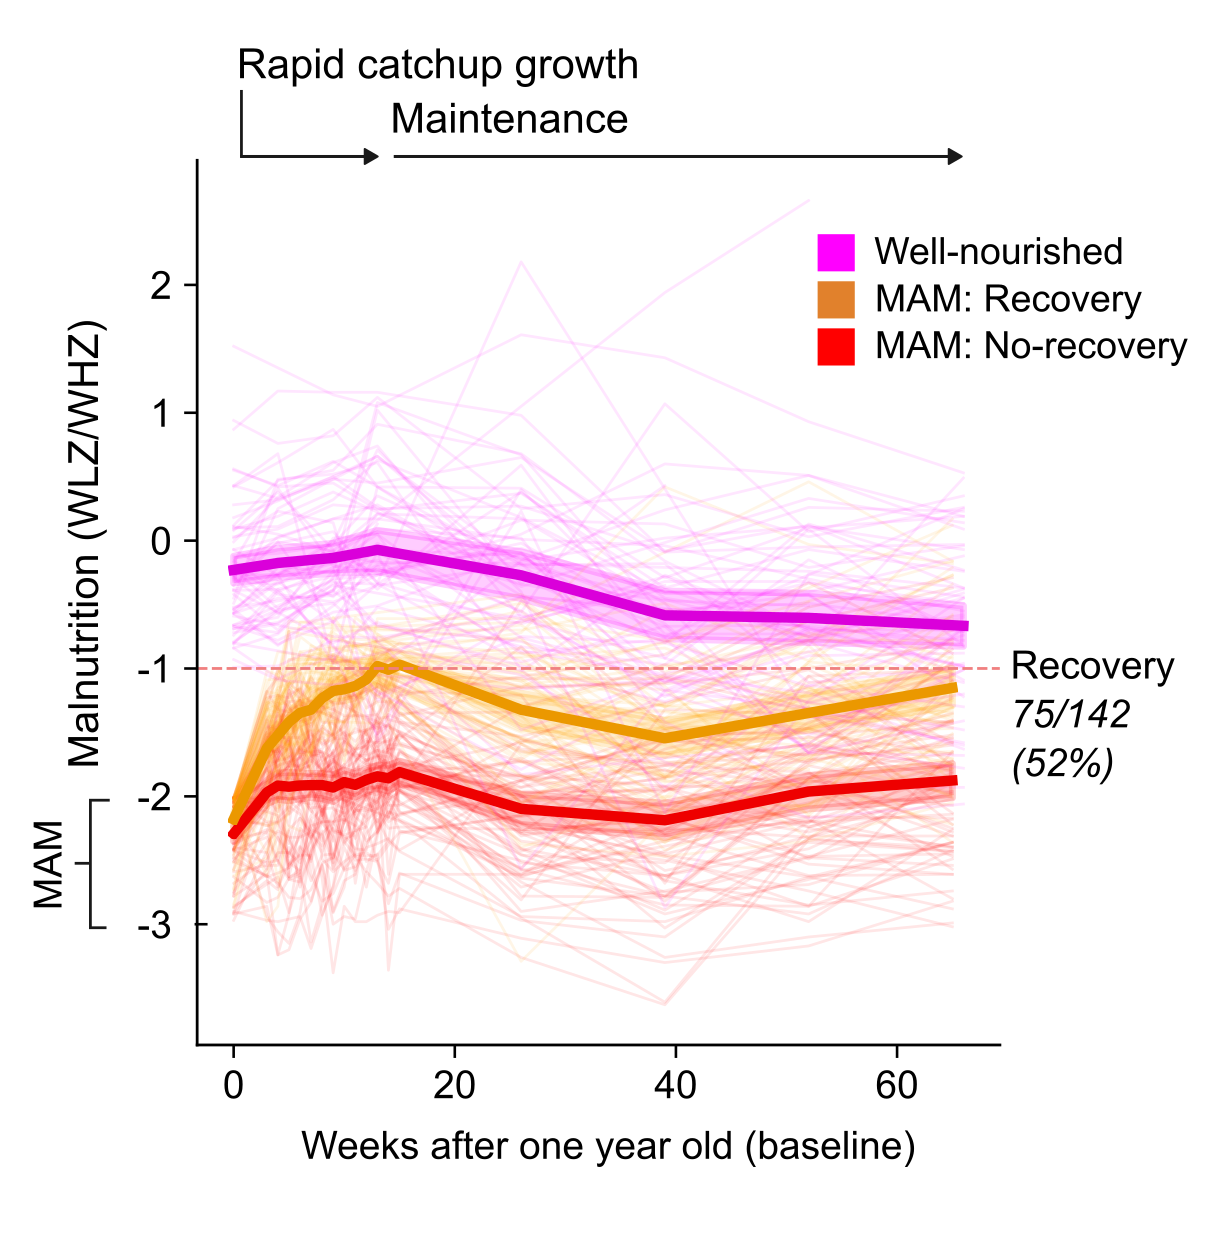 Rapid catchup growth
Maintenance
Well-nourished
MAM: Recovery
MAM: No-recovery
Malnutrition (WLZ/WHZ)
2
1
0
-1
-2
-3
MAM
Recovery
75/142
(52%)
0 20 40 60
Weeks after one year old (baseline)